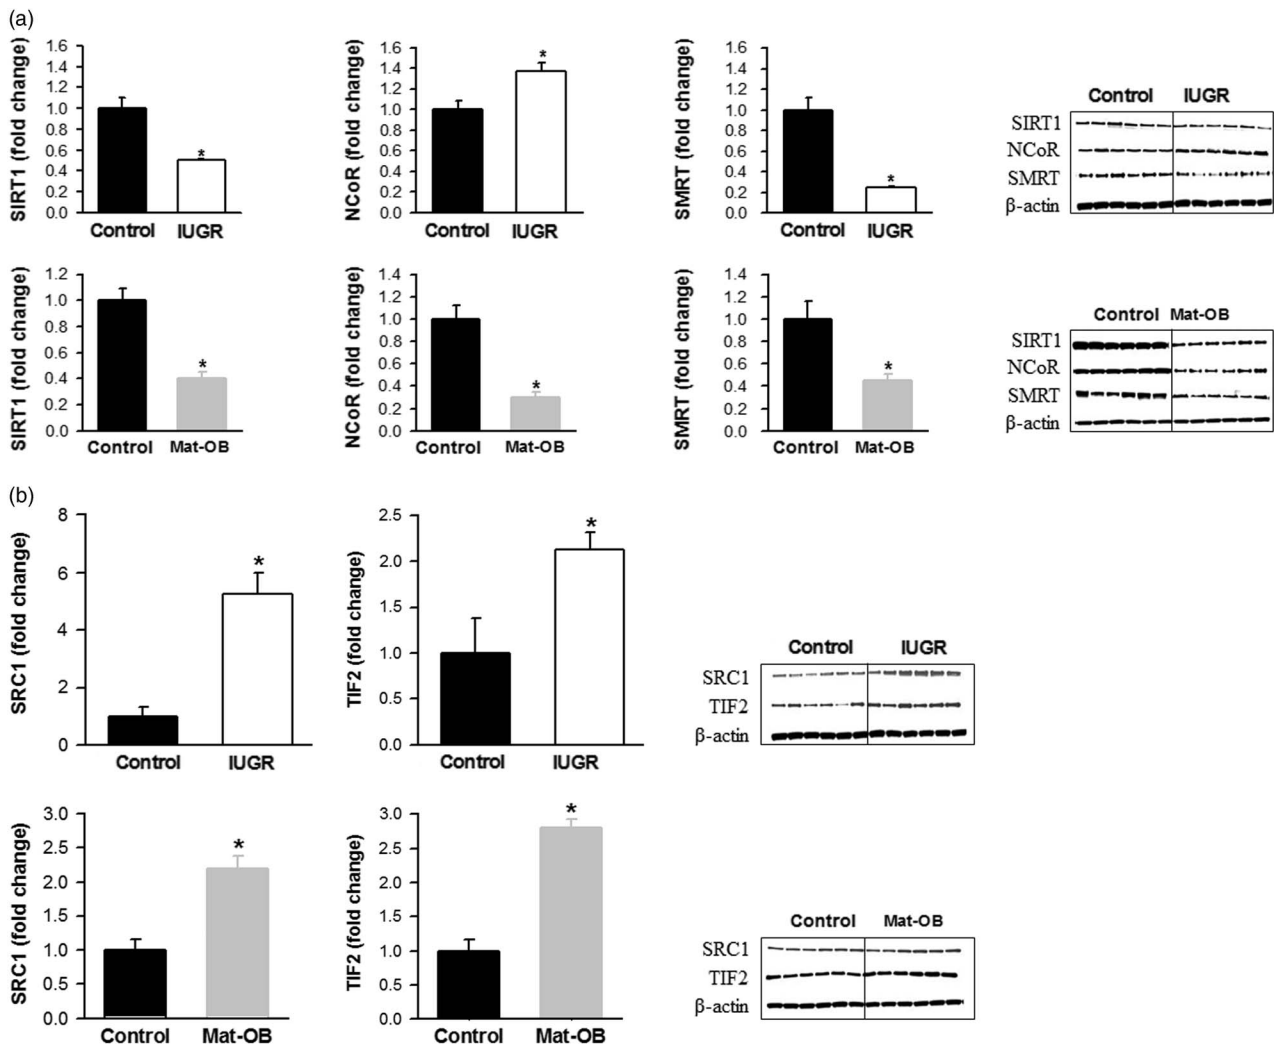 (a)
SIRT1 (fold change)
1.6
1.4
1.2
1.0
0.8
0.6
0.4
0.2
0.0
*
Control IUGR
NCoR (fold change)
1.6
1.4
1.2
1.0
0.8
0.6
0.4
0.2
0.0
*
Control IUGR
SMRT (fold change)
1.6
1.4
1.2
1.0
0.8
0.6
0.4
0.2
0.0
*
Control IUGR
Control IUGR
SIRT1
NCoR
SMRT
β-actin
SIRT1 (fold change)
1.2
1.0
0.8
0.6
0.4
0.2
0.0
*
Control Mat-OB
NCoR (fold change)
1.4
1.2
1.0
0.8
0.6
0.4
0.2
0.0
*
Control Mat-OB
SMRT (fold change)
1.4
1.2
1.0
0.8
0.6
0.4
0.2
0.0
*
Control Mat-OB
Control Mat-OB
SIRT1
NCoR
SMRT
β-actin
(b)
SRC1 (fold change)
8
6
4
2
0
*
Control IUGR
TIF2 (fold change)
2.5
2.0
1.5
1.0
0.5
0.0
*
Control IUGR
Control IUGR
SRC1
TIF2
β-actin
SRC1 (fold change)
3.0
2.5
2.0
1.5
1.0
0.5
0.0
*
Control Mat-OB
TIF2 (fold change)
3.0
2.5
2.0
1.5
1.0
0.5
0.0
*
Control Mat-OB
Control Mat-OB
SRC1
TIF2
β-actin